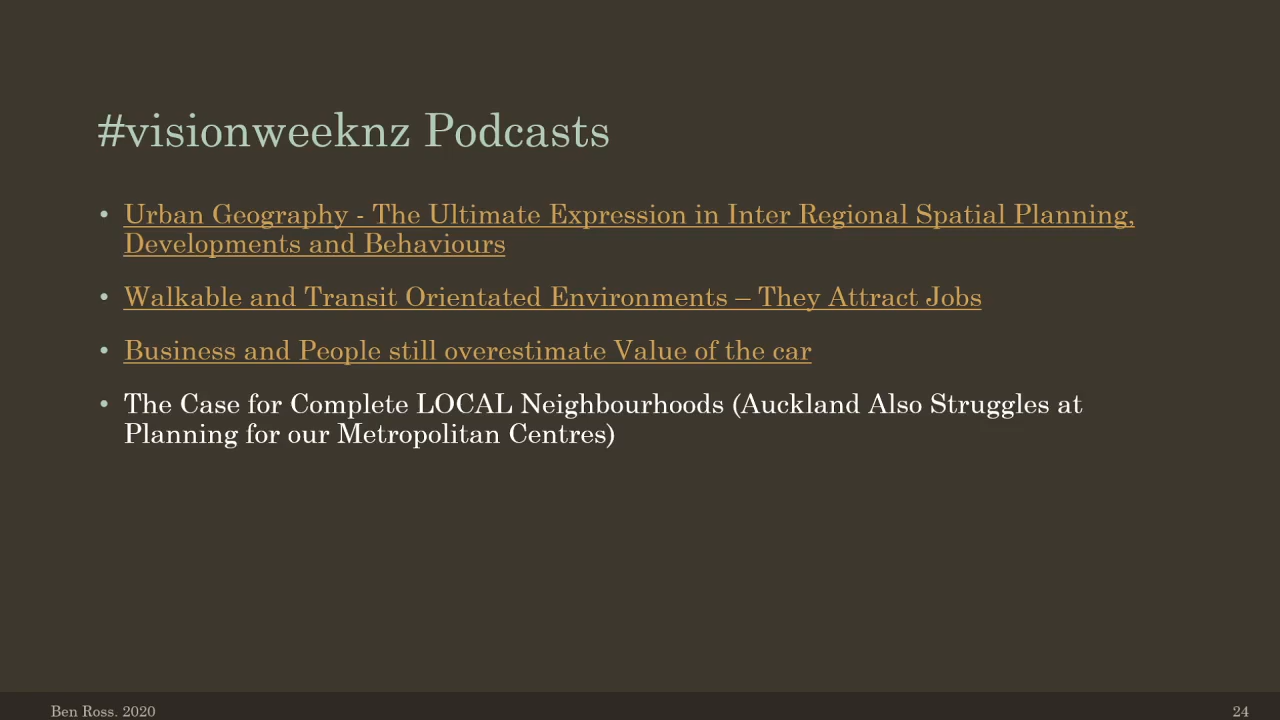 #visionweeknz Podcasts
• Urban Geography - The Ultimate Expression in Inter Regional Spatial Planning,
Developments and Behaviours
• Walkable and Transit Orientated Environments – They Attract Jobs
• Business and People still overestimate Value of the car
• The Case for Complete LOCAL Neighbourhoods (Auckland Also Struggles at
Planning for our Metropolitan Centres)
Ben Ross. 2020
24